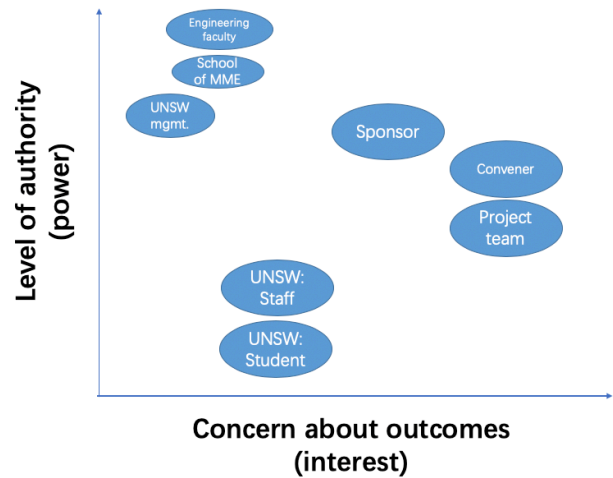 Engineering
faculty
School
of MME
UNSW
mgmt.
Sponsor
Convener
Project
team
UNSW:
Staff
UNSW:
Student
Level of authority
(power)
Concern about outcomes
(interest)